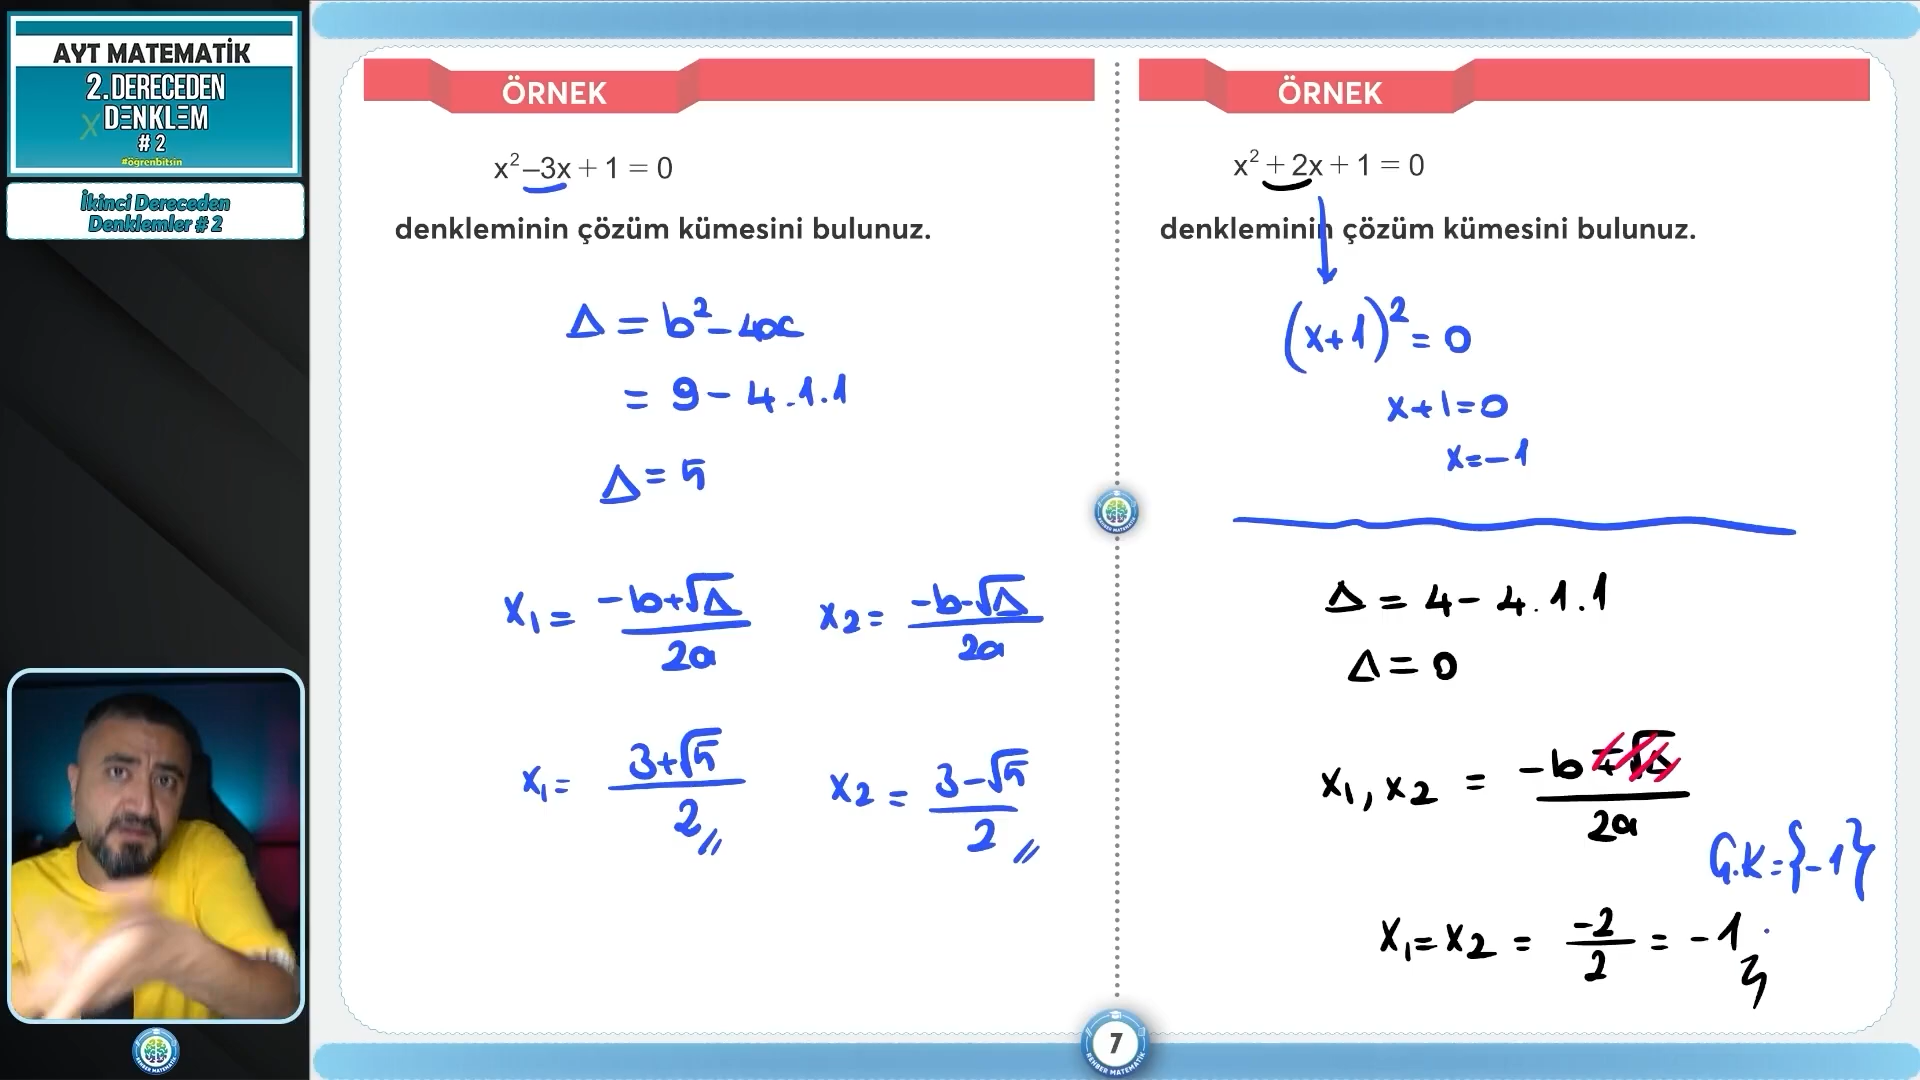 AYT MATEMATİK
2.DERECEDEN
DENKLEM
# 2
#öğrenbitsin
İkinci Dereceden
Denklemler # 2
ÖRNEK
x²–3x + 1 = 0
denkleminin çözüm kümesini bulunuz.
Δ = b² – 4ac
= 9 – 4.1.1
Δ = 5
x₁ = (-b+√Δ)/2a x₂ = (-b-√Δ)/2a
x₁ = (3+√5)/2 x₂ = (3-√5)/2
ÖRNEK
x² + 2x + 1 = 0
denkleminin çözüm kümesini bulunuz.
(x+1)² = 0
x+1=0
x=-1
Δ = 4 – 4.1.1
Δ = 0
x₁, x₂ = (-b∓√Δ)/2a
Ç.K={-1}
x₁=x₂ = -2/2 = -1
7
REHBER MATEMATİK